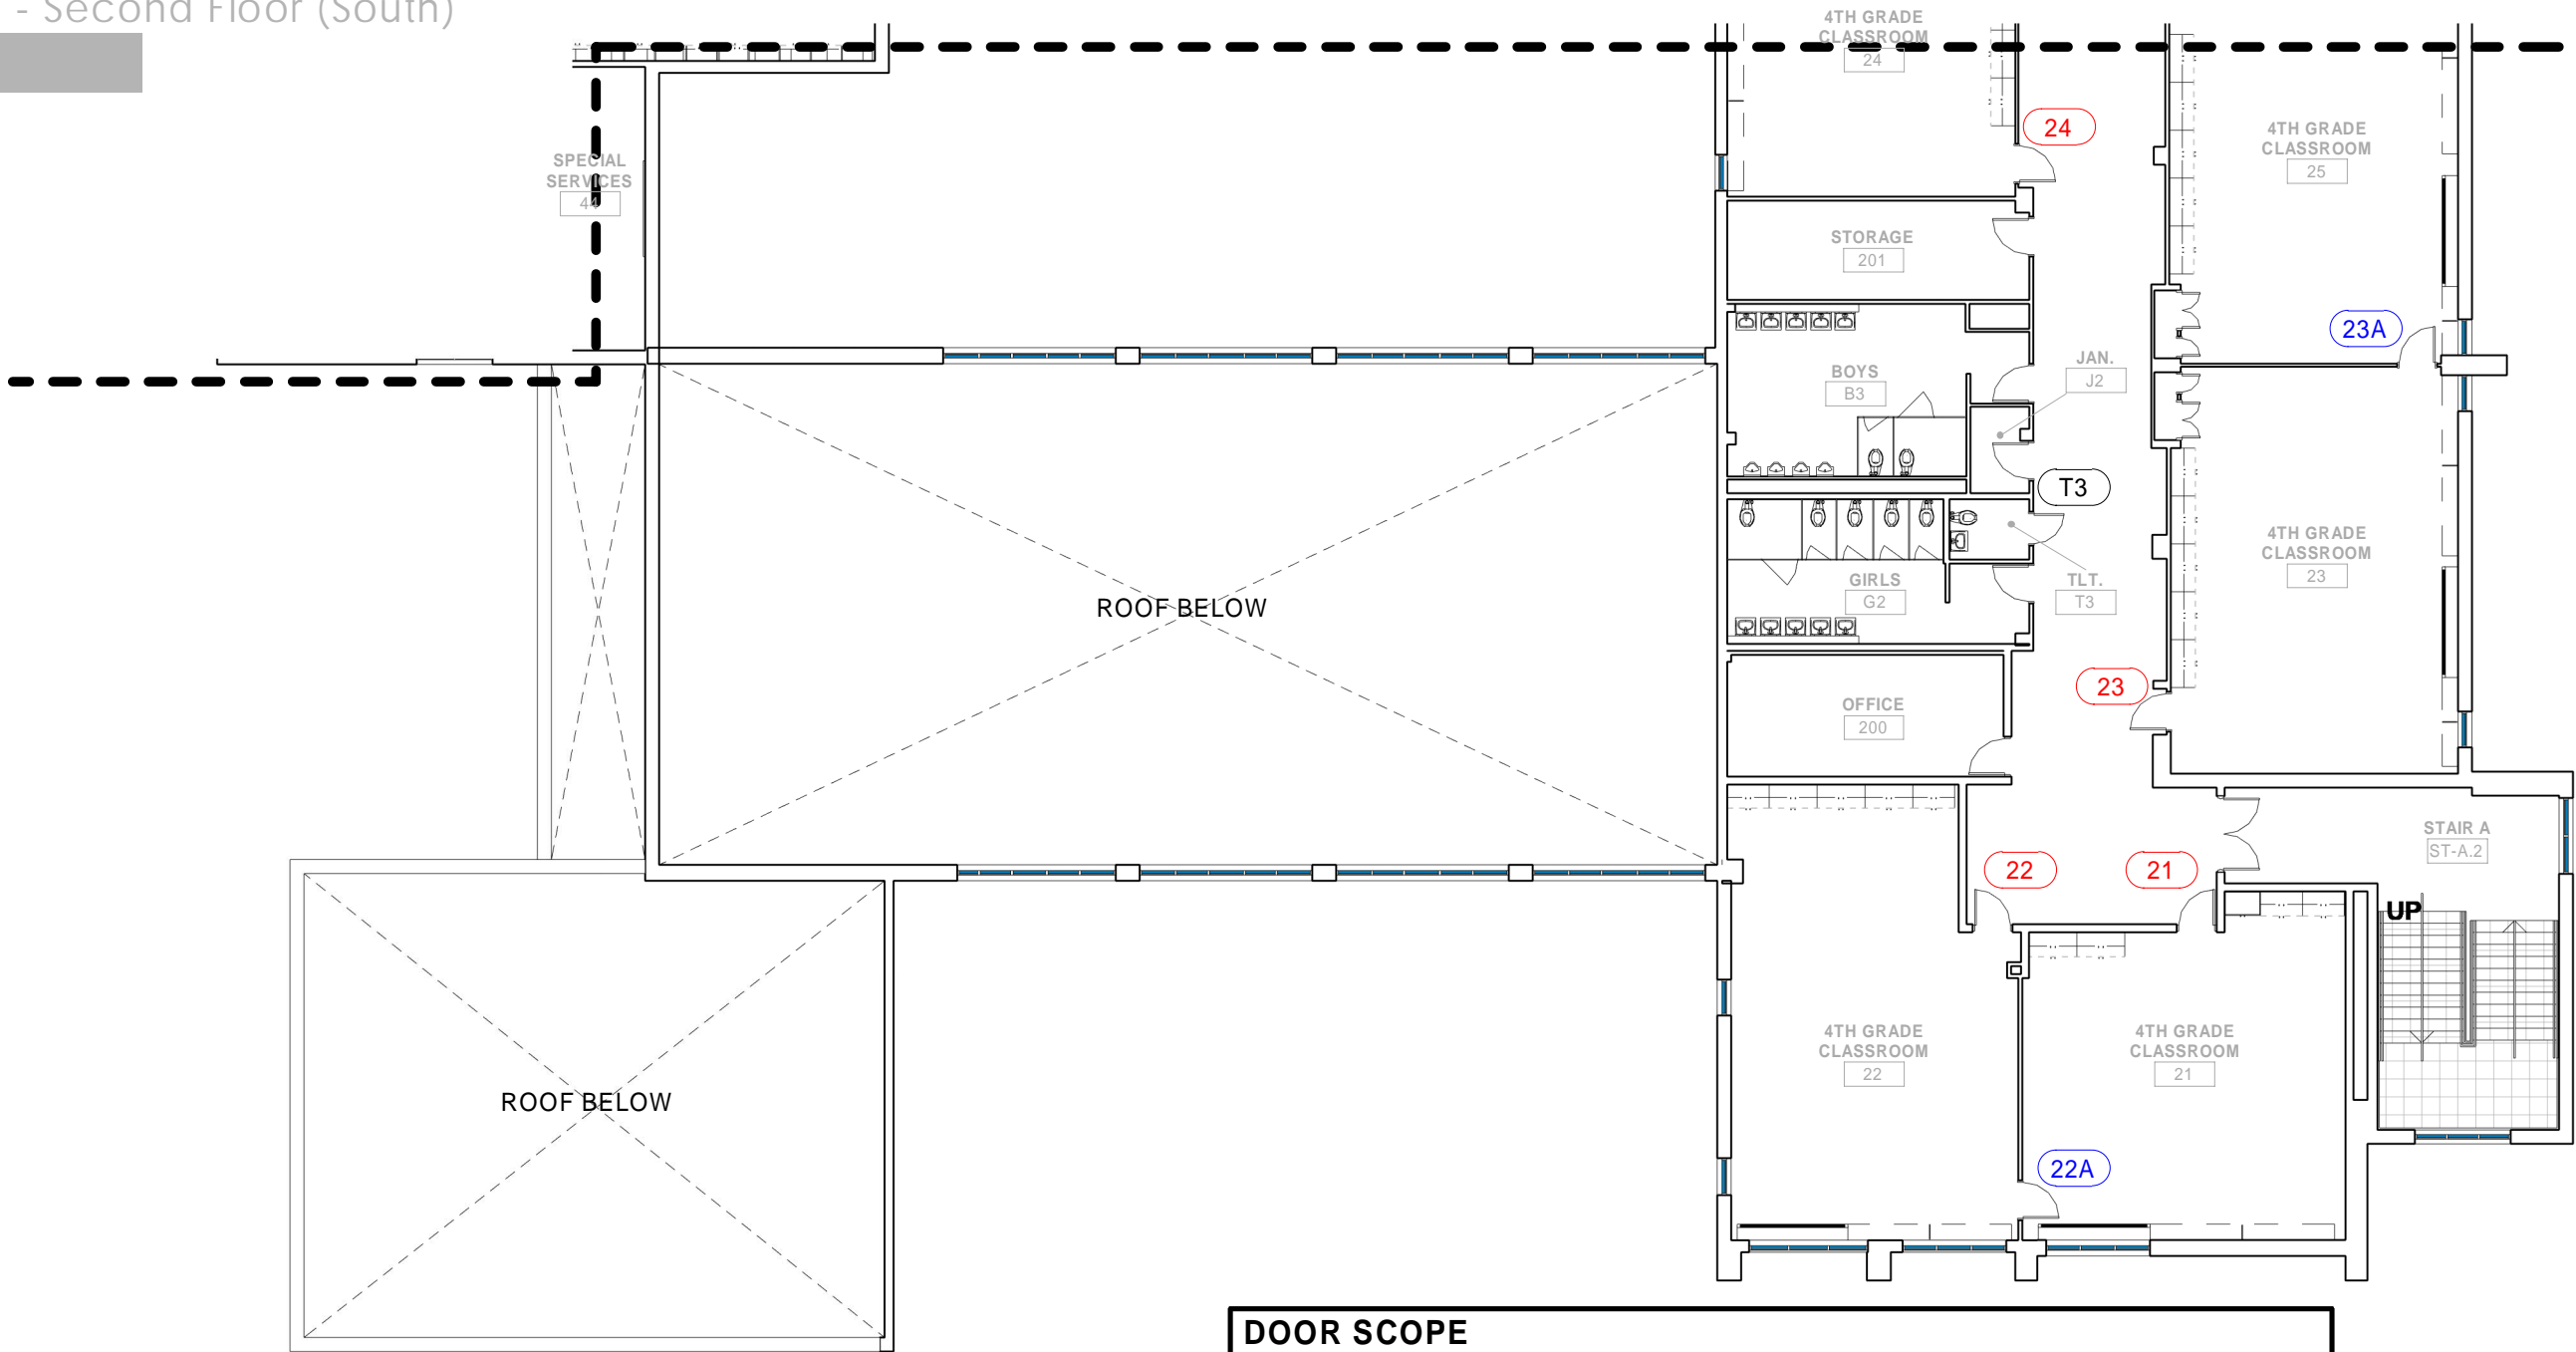 - Second Floor (South)
4TH GRADE
CLASSROOM
24
24
4TH GRADE
CLASSROOM
25
SPECIAL
SERVICES
44
STORAGE
201
23A
JAN.
J2
BOYS
B3
T3
4TH GRADE
CLASSROOM
23
GIRLS
G2
TLT.
T3
ROOF BELOW
23
OFFICE
200
STAIR A
ST-A.2
22
21
UP
4TH GRADE
CLASSROOM
22
4TH GRADE
CLASSROOM
21
ROOF BELOW
22A
DOOR SCOPE